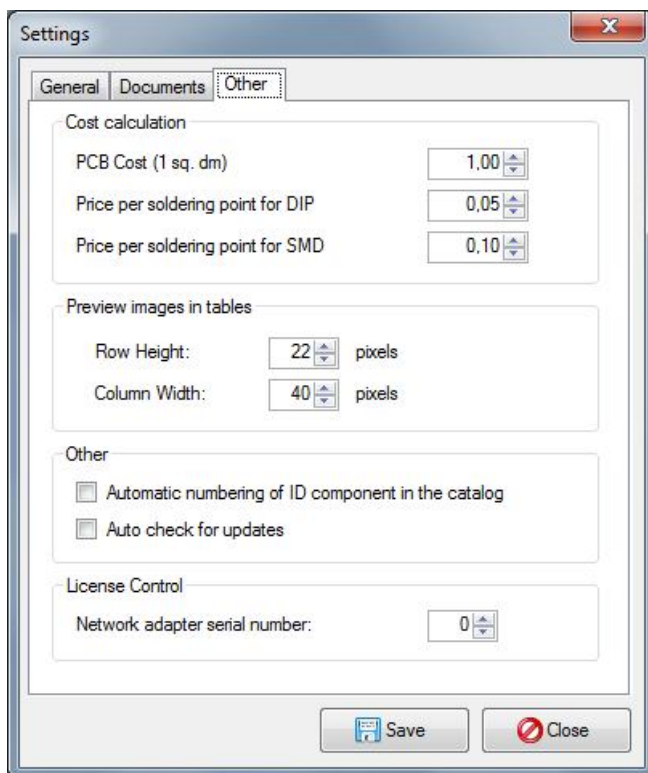 Settings
General Documents Other
Cost calculation
PCB Cost (1 sq. dm) 1,00
Price per soldering point for DIP 0,05
Price per soldering point for SMD 0,10
Preview images in tables
Row Height: 22 pixels
Column Width: 40 pixels
Other
Automatic numbering of ID component in the catalog
Auto check for updates
License Control
Network adapter serial number: 0
Save Close